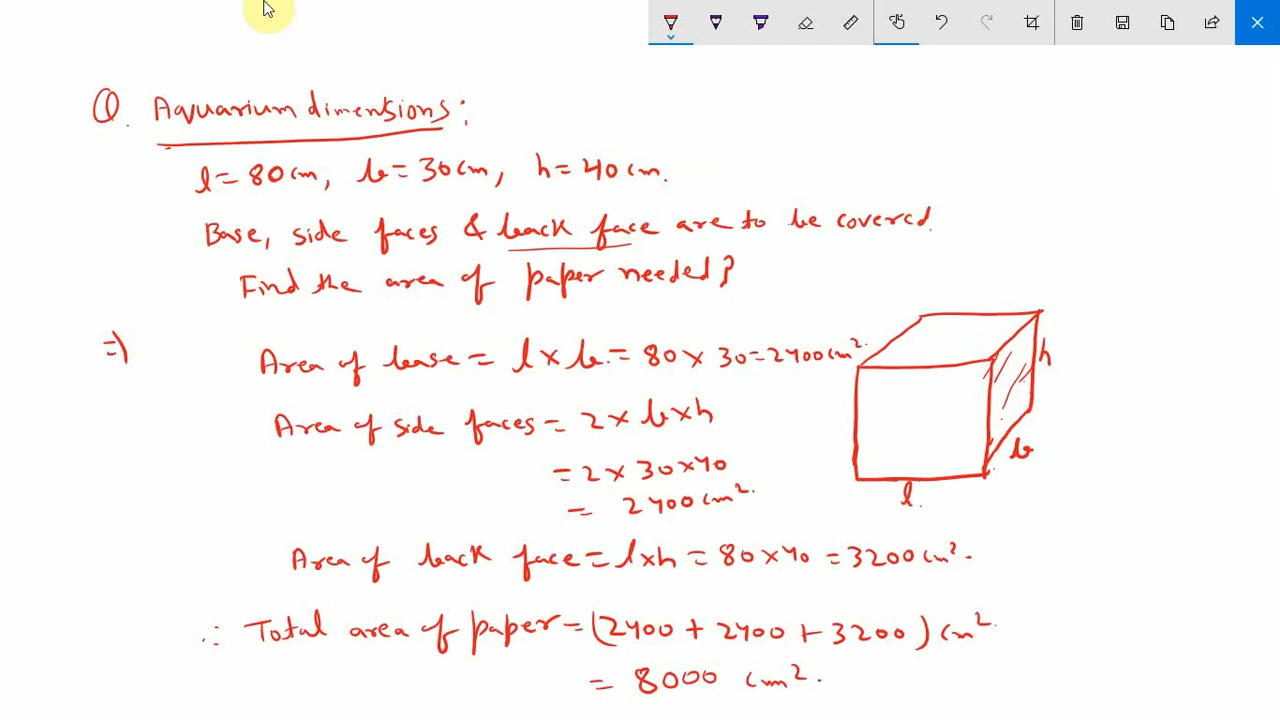 Q. Aquarium dimensions:
l = 80 cm, b = 30 cm, h = 40 cm.
Base, side faces & back face are to be covered.
Find the area of paper needed?
⇒ Area of base = l × b = 80 × 30 = 2400 cm².
Area of side faces = 2 × b × h
= 2 × 30 × 40
= 2400 cm².
Area of back face = l × h = 80 × 40 = 3200 cm².
∴ Total area of paper = (2400 + 2400 + 3200) cm².
= 8000 cm².
h
b
l.